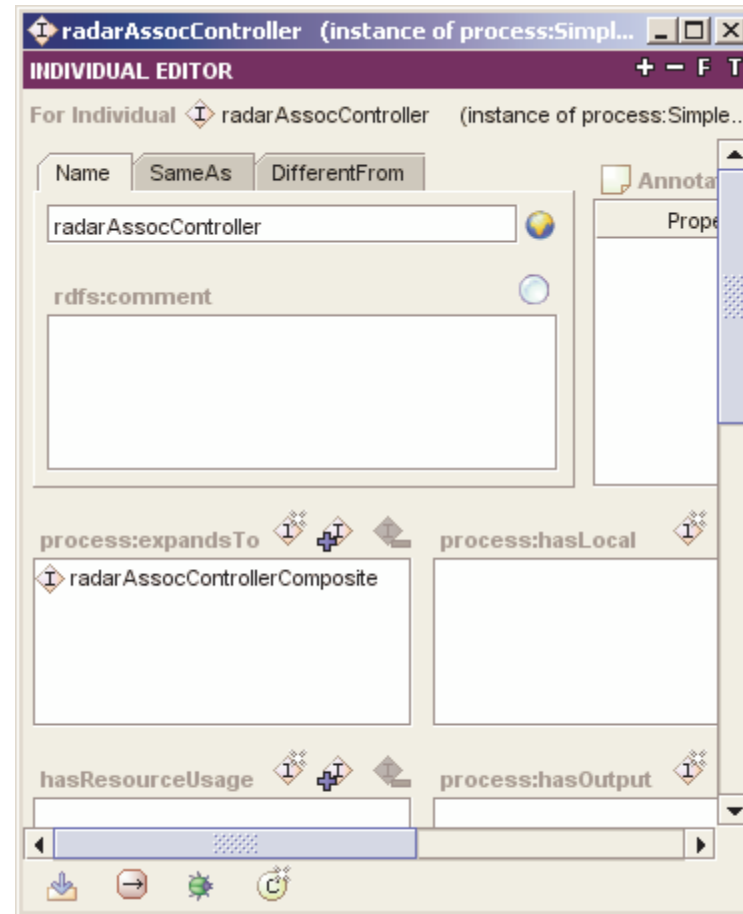 radarAssocController (instance of process:Simpl...
INDIVIDUAL EDITOR + − F T
For Individual radarAssocController (instance of process:Simple..
Name SameAs DifferentFrom
Annota
radarAssocController
Prope
rdfs:comment
process:expandsTo
process:hasLocal
radarAssocControllerComposite
hasResourceUsage
process:hasOutput